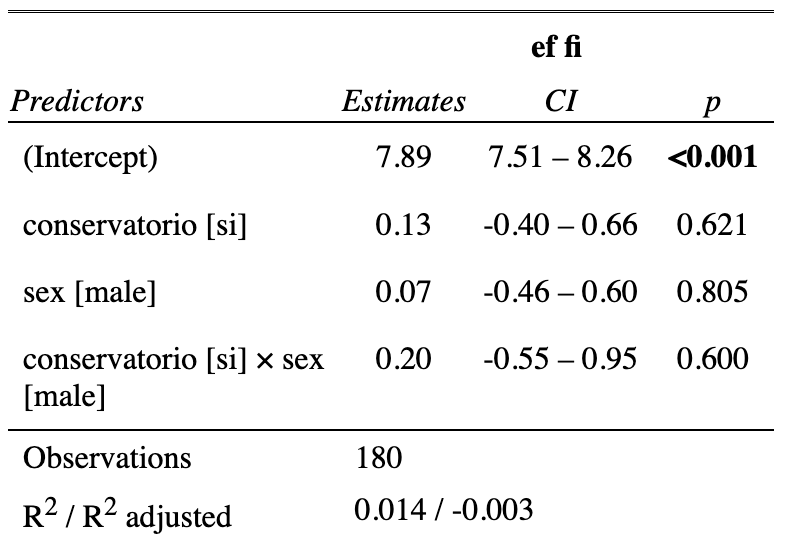 ef fi
Predictors Estimates CI p
(Intercept) 7.89 7.51 – 8.26 <0.001
conservatorio [si] 0.13 -0.40 – 0.66 0.621
sex [male] 0.07 -0.46 – 0.60 0.805
conservatorio [si] × sex 0.20 -0.55 – 0.95 0.600
[male]
Observations 180
R2 / R2 adjusted 0.014 / -0.003